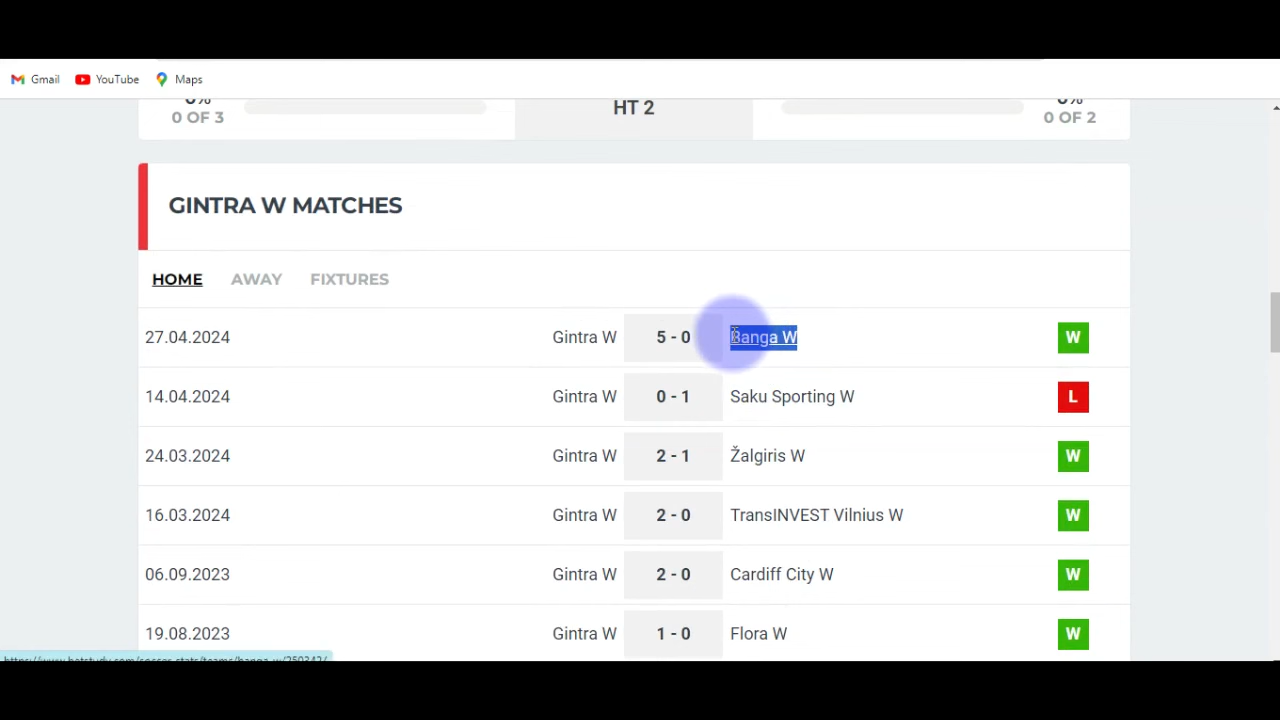 Gmail YouTube Maps
0% 0%
0 OF 3 HT 2 0 OF 2
GINTRA W MATCHES
HOME AWAY FIXTURES
27.04.2024 Gintra W 5 - 0 Banga W W
14.04.2024 Gintra W 0 - 1 Saku Sporting W L
24.03.2024 Gintra W 2 - 1 Žalgiris W W
16.03.2024 Gintra W 2 - 0 TransINVEST Vilnius W W
06.09.2023 Gintra W 2 - 0 Cardiff City W W
19.08.2023 Gintra W 1 - 0 Flora W W